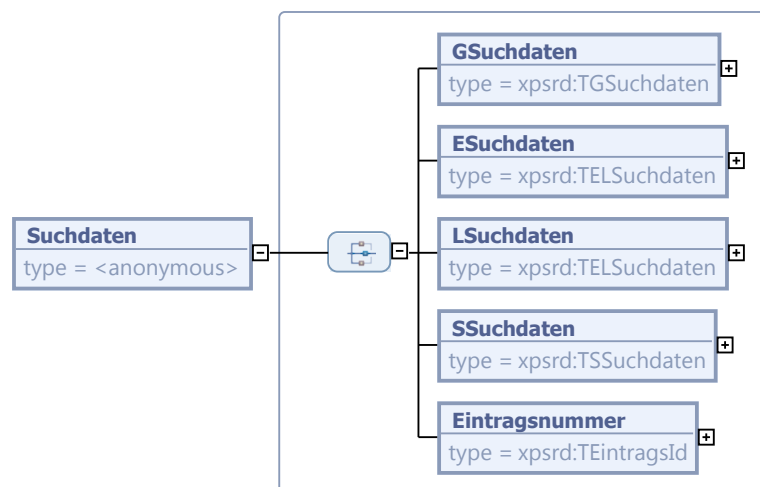 GSuchdaten
type = xpsrd:TGSuchdaten
ESuchdaten
type = xpsrd:TELSuchdaten
Suchdaten
type = <anonymous>
LSuchdaten
type = xpsrd:TELSuchdaten
SSuchdaten
type = xpsrd:TSSuchdaten
Eintragsnummer
type = xpsrd:TEintragsId